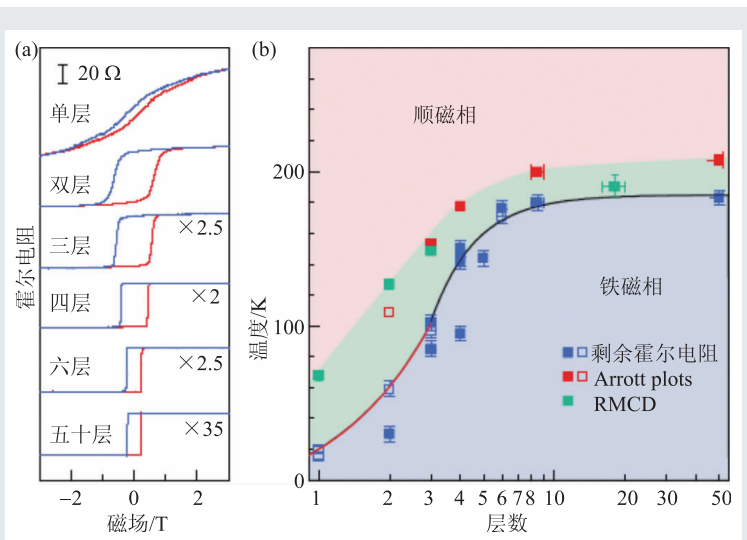 (a)
20 Ω
单层
双层
三层
×2.5
四层
×2
六层
×2.5
五十层
×35
霍尔电阻
−2
0
2
磁场/T
(b)
顺磁相
铁磁相
剩余霍尔电阻
Arrott plots
RMCD
温度/K
200
100
0
1
2
3
4
5
6
7
8
10
20
30
50
层数